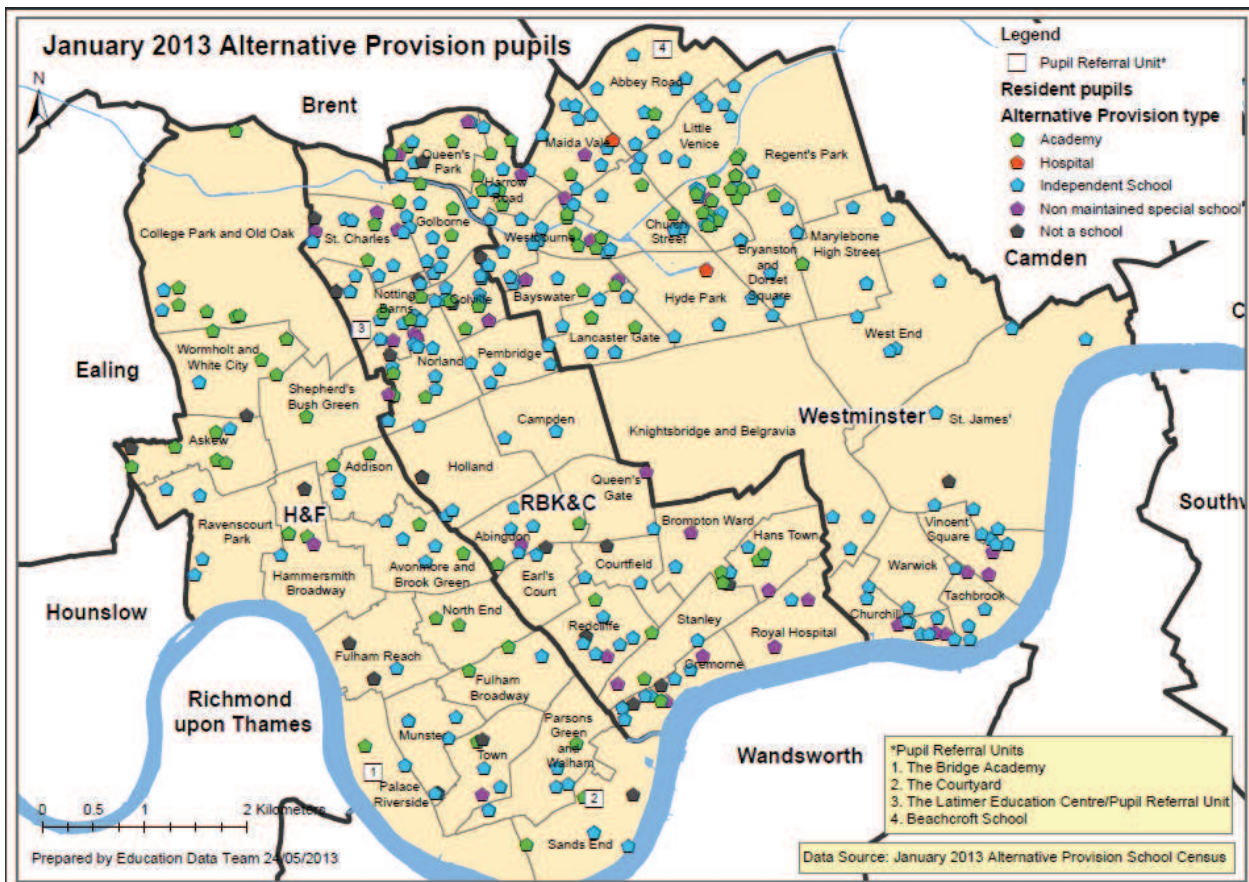 January 2013 Alternative Provision pupils
N
Legend
Pupil Referral Unit*
Resident pupils
Alternative Provision type
Academy
Hospital
Independent School
Non maintained special school
Not a school
4
Abbey Road
Brent
Maida Vale
Little
Venice
Queen's
Park
Harrow
Road
Regent's Park
College Park and Old Oak
St. Charles
Golborne
Westbourne
Church
Street
Bryanston
and
Dorset
Square
Marylebone
High Street
Camden
Notting
Barns
Colville
Bayswater
Hyde Park
3
Lancaster Gate
West End
C
Ealing
Wormholt and
White City
Norland
Pembridge
Shepherd's
Bush Green
Campden
Knightsbridge and Belgravia
Westminster
St. James'
Askew
Addison
Holland
Queen's
Gate
H&F
RBK&C
Southw
Ravenscourt
Park
Abingdon
Brompton Ward
Hans Town
Vincent
Square
Hammersmith
Broadway
Avonmore and
Brook Green
Earl's
Court
Courtfield
Warwick
Tachbrook
Hounslow
North End
Redcliffe
Stanley
Royal Hospital
Churchill
Fulham Reach
Cremorne
Richmond
upon Thames
Fulham
Broadway
Munster
Town
Parsons
Green
and
Walham
Wandsworth
1
Palace
Riverside
2
Sands End
0 0.5 1 2 Kilometers
Prepared by Education Data Team 24/05/2013
*Pupil Referral Units
1. The Bridge Academy
2. The Courtyard
3. The Latimer Education Centre/Pupil Referral Unit
4. Beachcroft School
Data Source: January 2013 Alternative Provision School Census